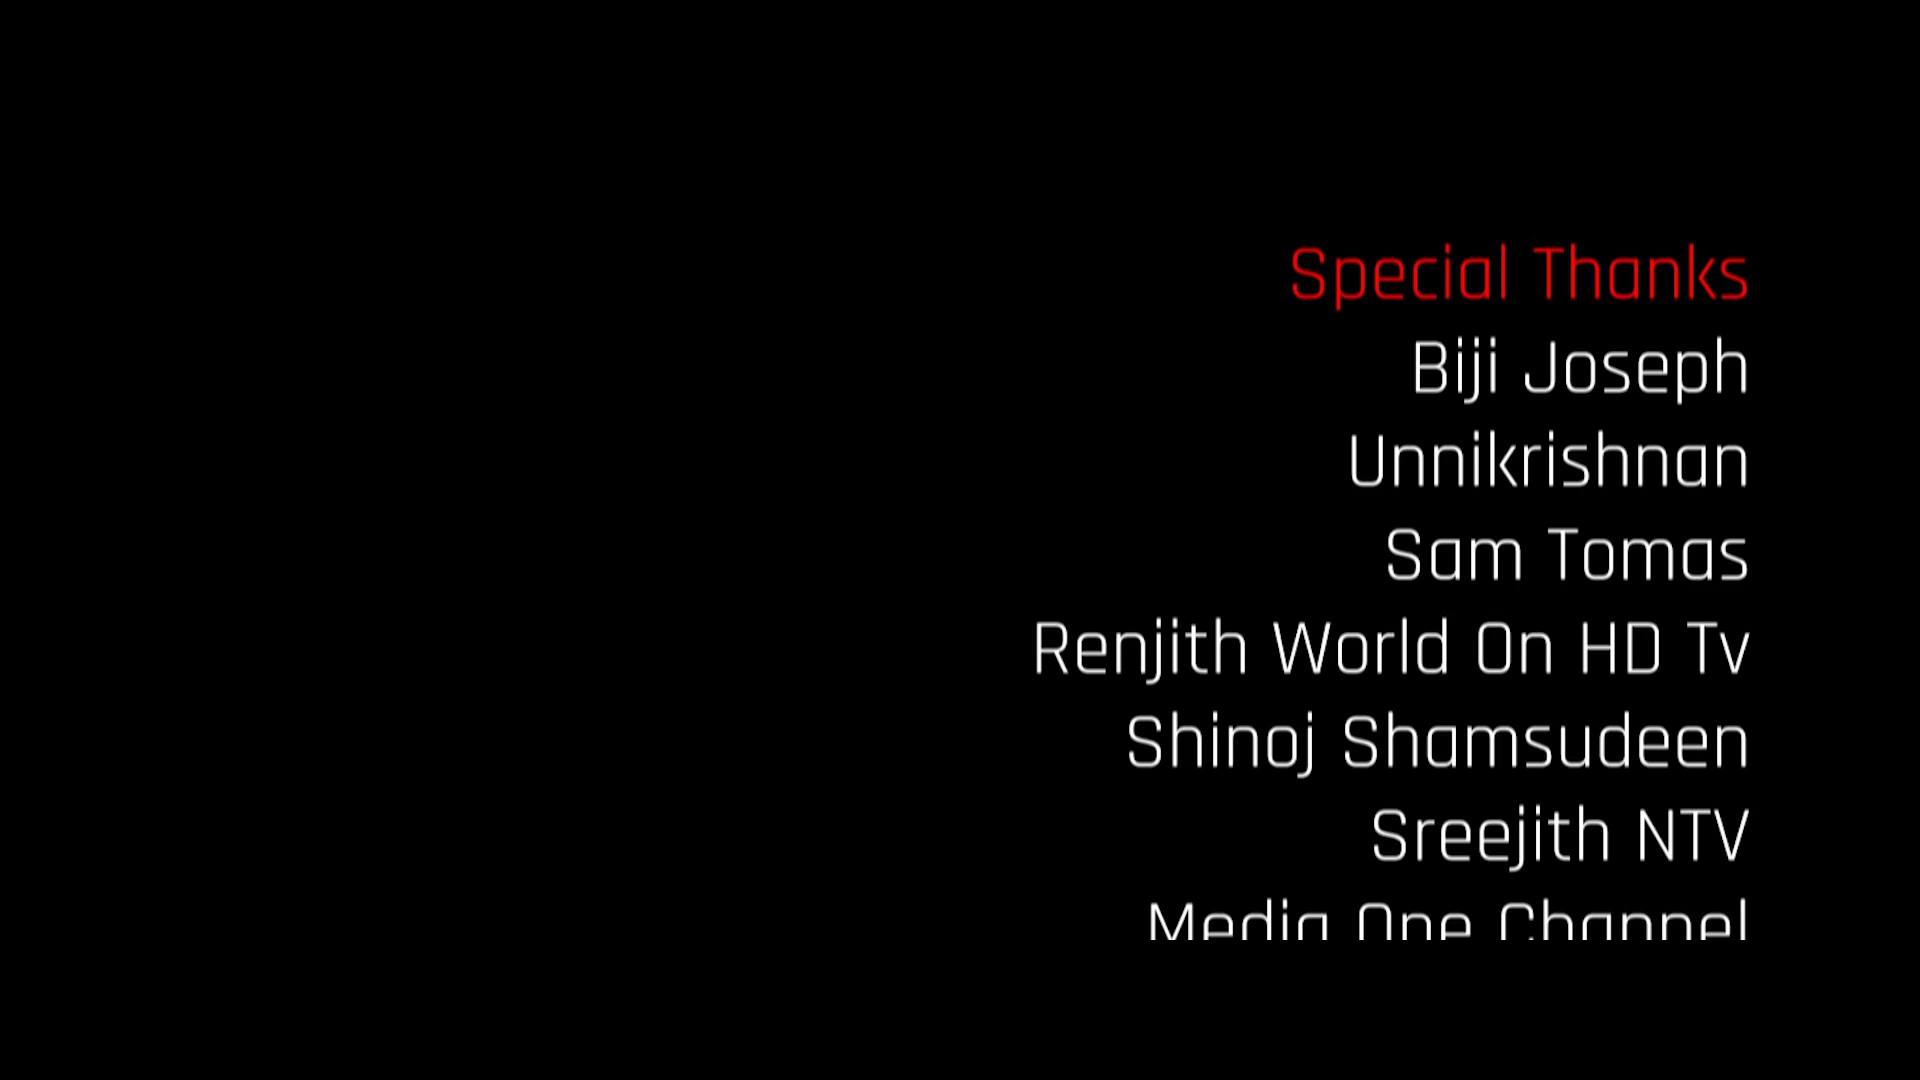 Special Thanks
Biji Joseph
Unnikrishnan
Sam Tomas
Renjith World On HD Tv
Shinoj Shamsudeen
Sreejith NTV
Media One Channel